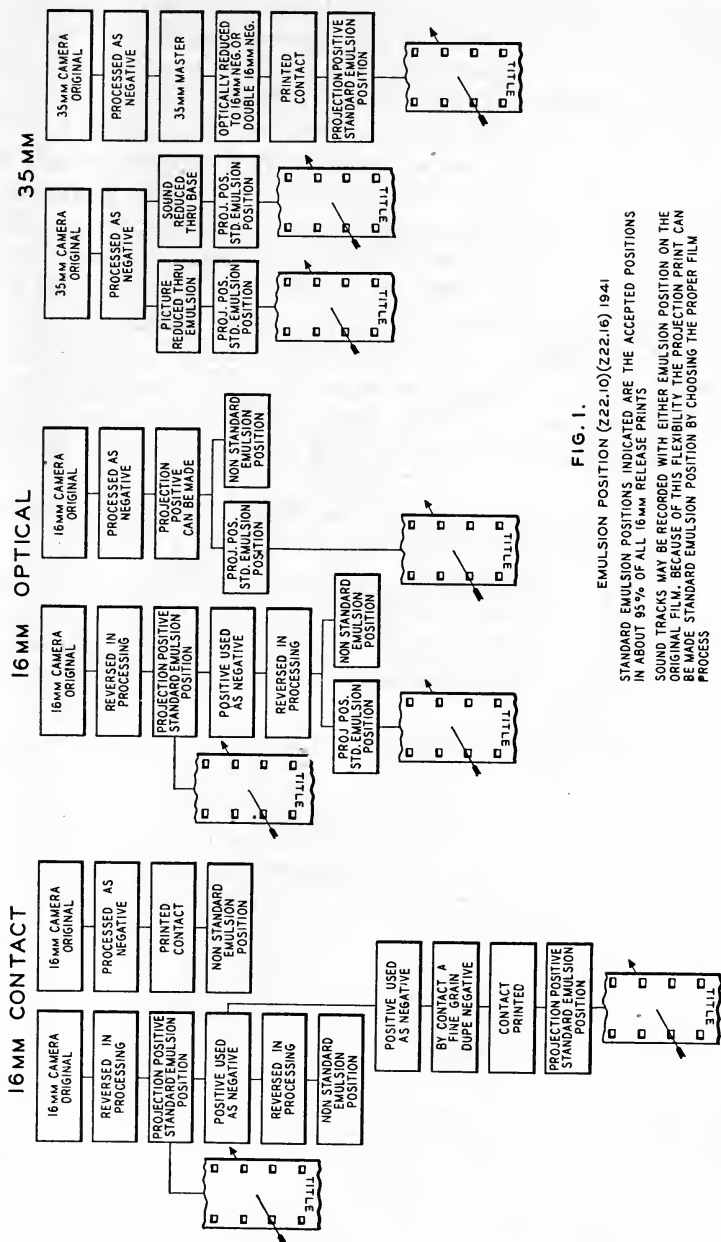 16MM CONTACT
16MM CAMERA
ORIGINAL
REVERSED IN
PROCESSING
PROJECTION POSITIVE
STANDARD EMULSION
POSITION
TITLE
POSITIVE USED
AS NEGATIVE
REVERSED IN
PROCESSING
NON STANDARD
EMULSION
POSITION
POSITIVE USED
AS NEGATIVE
BY CONTACT A
FINE GRAIN
DUPE NEGATIVE
CONTACT
PRINTED
PROJECTION POSITIVE
STANDARD EMULSION
POSITION
TITLE
16MM CAMERA
ORIGINAL
PROCESSED AS
NEGATIVE
PRINTED
CONTACT
NON STANDARD
EMULSION
POSITION
16MM OPTICAL
16MM CAMERA
ORIGINAL
REVERSED IN
PROCESSING
PROJECTION POSITIVE
STANDARD EMULSION
POSITION
TITLE
POSITIVE USED
AS NEGATIVE
REVERSED IN
PROCESSING
PROJ POS.
STD. EMULSION
POSITION
TITLE
NON STANDARD
EMULSION
POSITION
16MM CAMERA
ORIGINAL
PROCESSED AS
NEGATIVE
PROJECTION
POSITIVE
CAN BE MADE
PROJ. POS.
STD. EMULSION
POSITION
TITLE
NON STANDARD
EMULSION
POSITION
35MM
35MM CAMERA
ORIGINAL
PROCESSED AS
NEGATIVE
PICTURE
REDUCED THRU
EMULSION
PROJ. POS.
STD. EMULSION
POSITION
TITLE
SOUND
REDUCED
THRU BASE
PROJ. POS.
STD. EMULSION
POSITION
TITLE
35MM CAMERA
ORIGINAL
PROCESSED AS
NEGATIVE
35MM MASTER
OPTICALLY REDUCED
TO 16MM NEG. OR
DOUBLE 16MM NEG.
PRINTED
CONTACT
PROJECTION POSITIVE
STANDARD EMULSION
POSITION
TITLE
FIG. 1.
EMULSION POSITION (Z22.10)(Z22.16) 1941
STANDARD EMULSION POSITIONS INDICATED ARE THE ACCEPTED POSITIONS
IN ABOUT 95% OF ALL 16MM RELEASE PRINTS
SOUND TRACKS MAY BE RECORDED WITH EITHER EMULSION POSITION ON THE
ORIGINAL FILM. BECAUSE OF THIS FLEXIBILITY THE PROJECTION PRINT CAN
BE MADE STANDARD EMULSION POSITION BY CHOOSING THE PROPER FILM
PROCESS